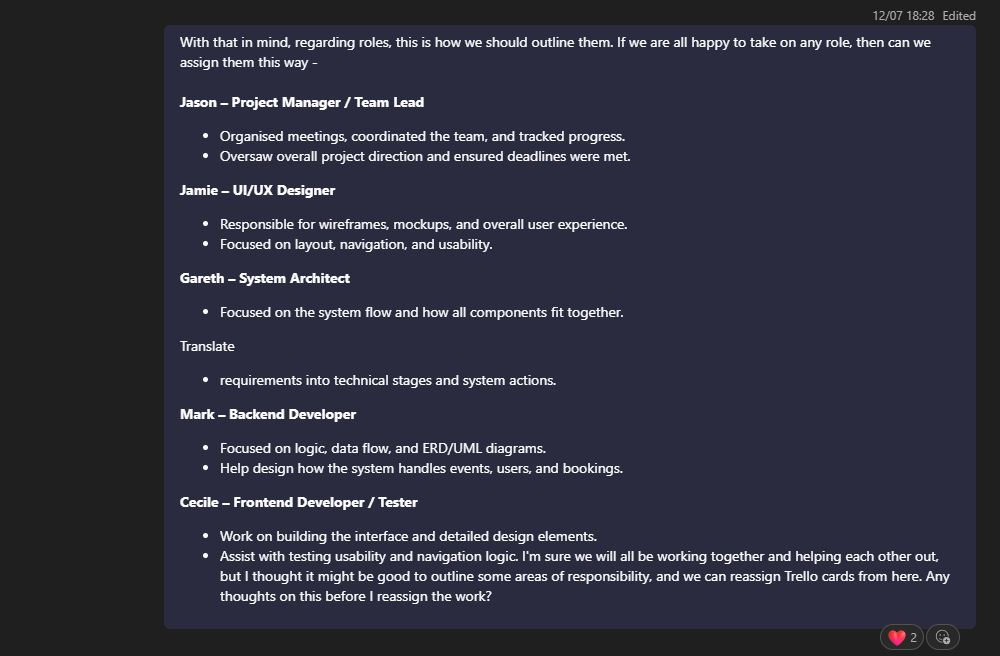 12/07 18:28 Edited
With that in mind, regarding roles, this is how we should outline them. If we are all happy to take on any role, then can we
assign them this way -
Jason – Project Manager / Team Lead
• Organised meetings, coordinated the team, and tracked progress.
• Oversaw overall project direction and ensured deadlines were met.
Jamie – UI/UX Designer
• Responsible for wireframes, mockups, and overall user experience.
• Focused on layout, navigation, and usability.
Gareth – System Architect
• Focused on the system flow and how all components fit together.
Translate
• requirements into technical stages and system actions.
Mark – Backend Developer
• Focused on logic, data flow, and ERD/UML diagrams.
• Help design how the system handles events, users, and bookings.
Cecile – Frontend Developer / Tester
• Work on building the interface and detailed design elements.
• Assist with testing usability and navigation logic. I'm sure we will all be working together and helping each other out,
but I thought it might be good to outline some areas of responsibility, and we can reassign Trello cards from here. Any
thoughts on this before I reassign the work?
2